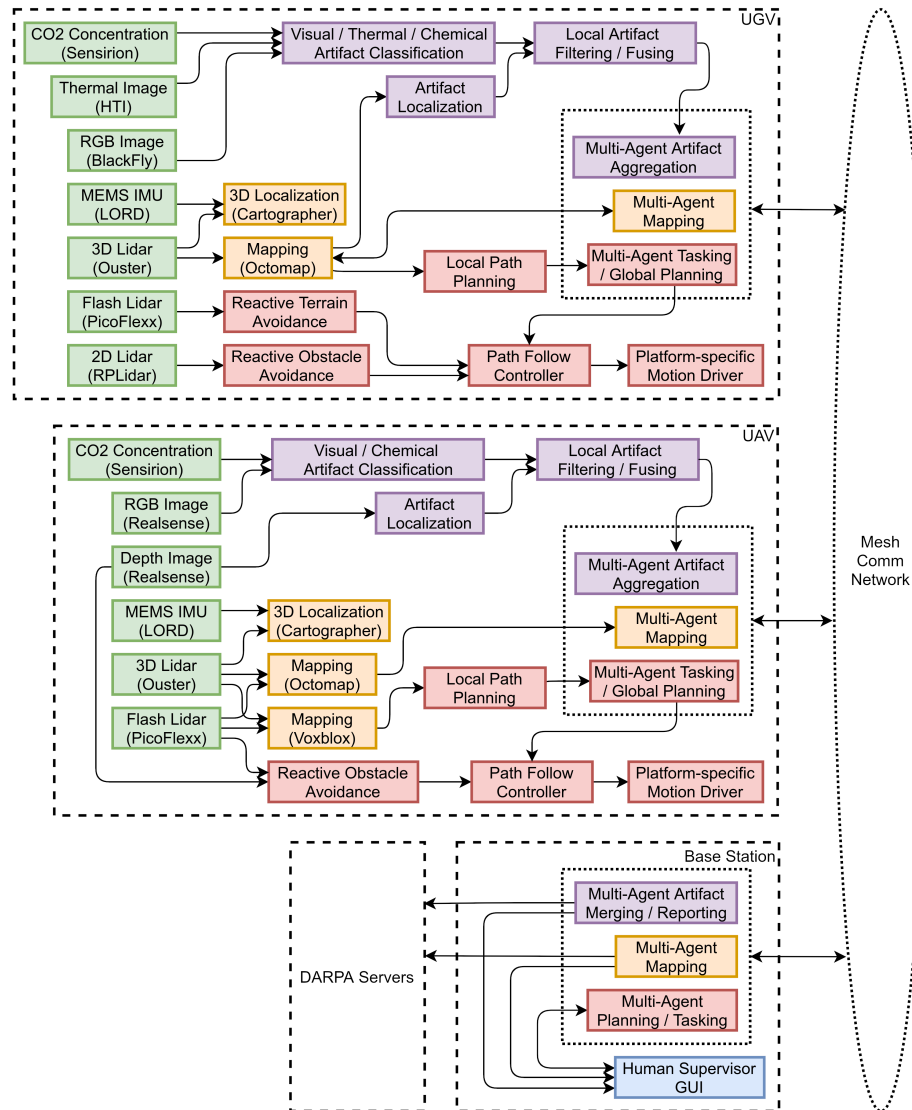 UGV
CO2 Concentration
(Sensirion)
Visual / Thermal / Chemical
Artifact Classification
Local Artifact
Filtering / Fusing
Thermal Image
(HTI)
Artifact
Localization
RGB Image
(BlackFly)
Multi-Agent Artifact
Aggregation
MEMS IMU
(LORD)
3D Localization
(Cartographer)
Multi-Agent
Mapping
3D Lidar
(Ouster)
Mapping
(Octomap)
Local Path
Planning
Multi-Agent Tasking
/ Global Planning
Flash Lidar
(PicoFlexx)
Reactive Terrain
Avoidance
2D Lidar
(RPLidar)
Reactive Obstacle
Avoidance
Path Follow
Controller
Platform-specific
Motion Driver
UAV
CO2 Concentration
(Sensirion)
Visual / Chemical
Artifact Classification
Local Artifact
Filtering / Fusing
RGB Image
(Realsense)
Artifact
Localization
Depth Image
(Realsense)
Multi-Agent Artifact
Aggregation
MEMS IMU
(LORD)
3D Localization
(Cartographer)
Multi-Agent
Mapping
3D Lidar
(Ouster)
Mapping
(Octomap)
Local Path
Planning
Multi-Agent Tasking
/ Global Planning
Flash Lidar
(PicoFlexx)
Mapping
(Voxblox)
Reactive Obstacle
Avoidance
Path Follow
Controller
Platform-specific
Motion Driver
Mesh
Comm
Network
Base Station
Multi-Agent Artifact
Merging / Reporting
Multi-Agent
Mapping
DARPA Servers
Multi-Agent
Planning / Tasking
Human Supervisor
GUI